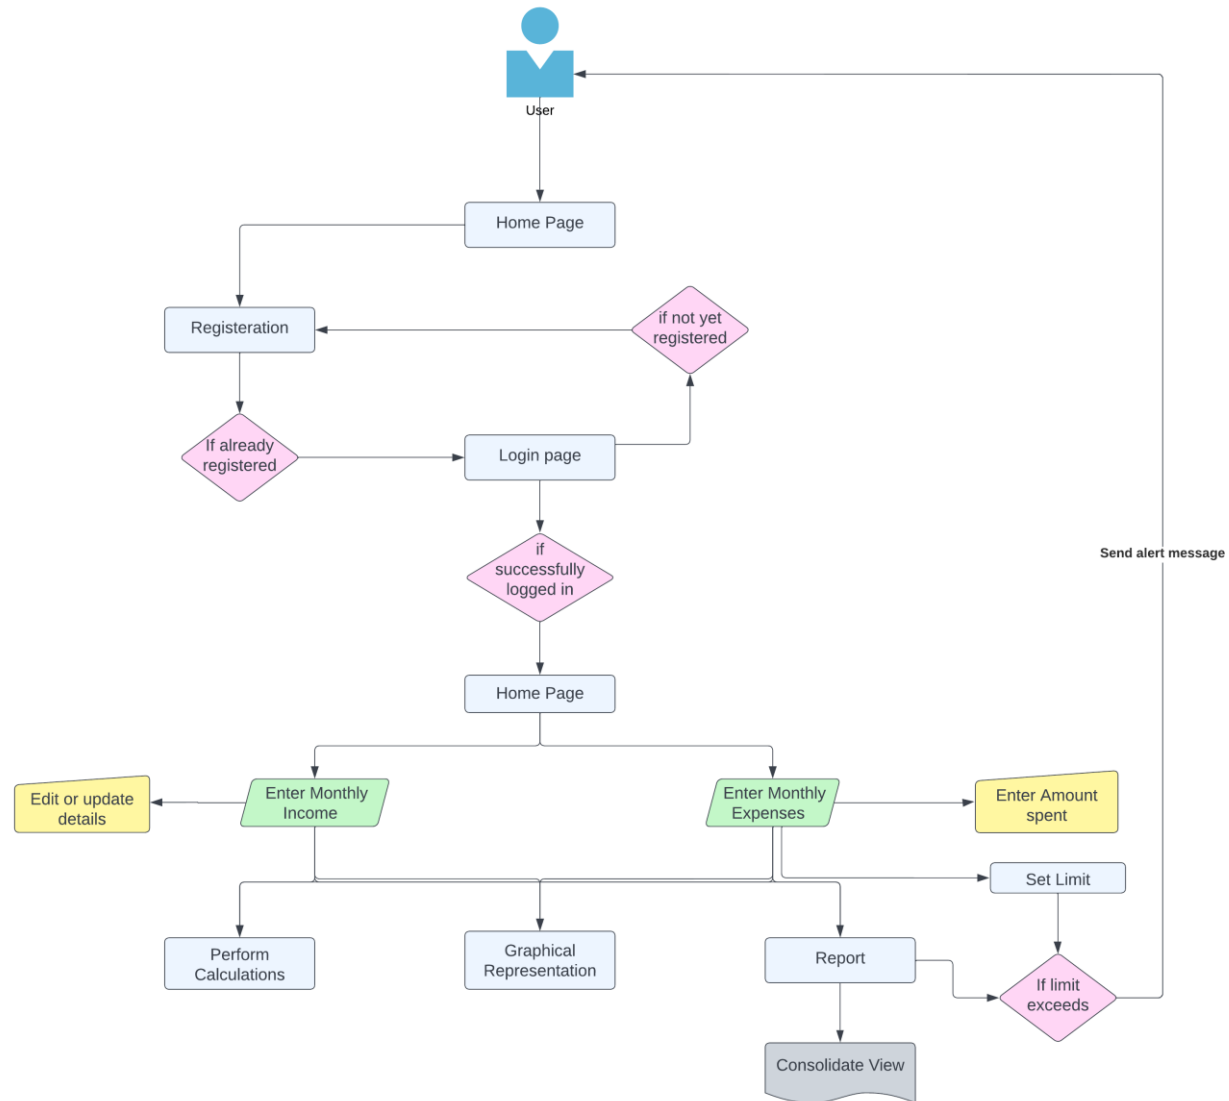 User
Home Page
Registeration
if not yet
registered
If already
registered
Login page
if
successfully
logged in
Send alert message
Home Page
Edit or update
details
Enter Monthly
Income
Enter Monthly
Expenses
Enter Amount
spent
Set Limit
Perform
Calculations
Graphical
Representation
Report
If limit
exceeds
Consolidate View